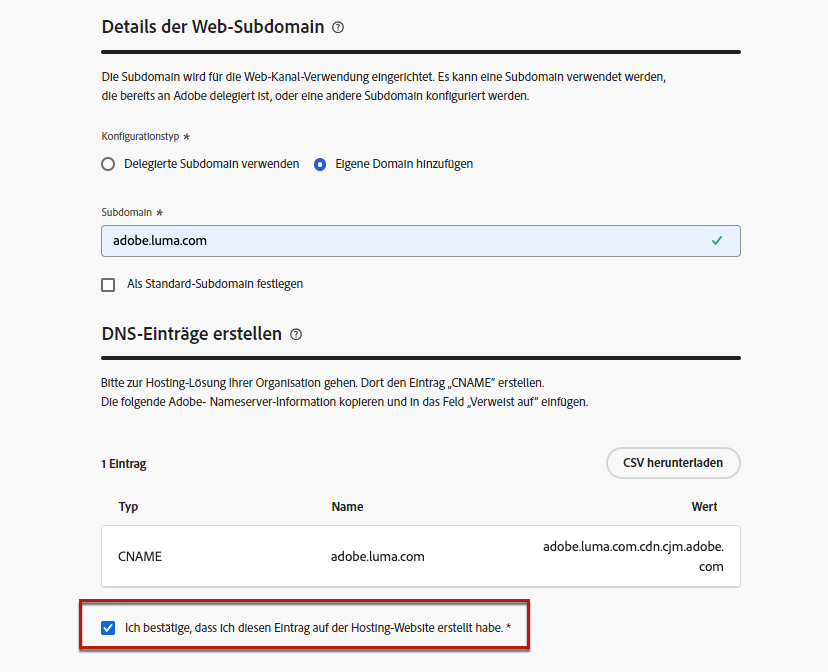 Details der Web-Subdomain
Die Subdomain wird für die Web-Kanal-Verwendung eingerichtet. Es kann eine Subdomain verwendet werden,
die bereits an Adobe delegiert ist, oder eine andere Subdomain konfiguriert werden.
Konfigurationstyp *
Delegierte Subdomain verwenden Eigene Domain hinzufügen
Subdomain *
adobe.luma.com
Als Standard-Subdomain festlegen
DNS-Einträge erstellen
Bitte zur Hosting-Lösung Ihrer Organisation gehen. Dort den Eintrag „CNAME“ erstellen.
Die folgende Adobe- Nameserver-Information kopieren und in das Feld „Verweist auf“ einfügen.
1 Eintrag CSV herunterladen
Typ Name Wert
CNAME adobe.luma.com adobe.luma.com.cdn.cjm.adobe.
com
Ich bestätige, dass ich diesen Eintrag auf der Hosting-Website erstellt habe. *